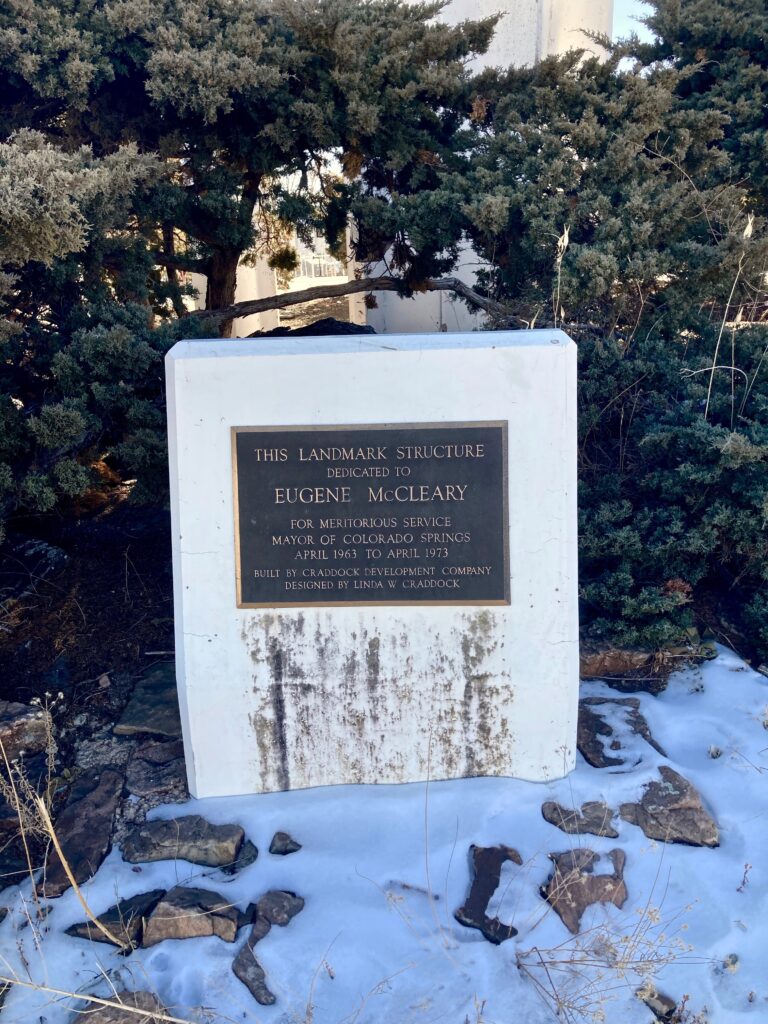 THIS LANDMARK STRUCTURE
DEDICATED TO
EUGENE McCLEARY
FOR MERITORIOUS SERVICE
MAYOR OF COLORADO SPRINGS
APRIL 1963 TO APRIL 1973
BUILT BY CRADDOCK DEVELOPMENT COMPANY
DESIGNED BY LINDA W CRADDOCK